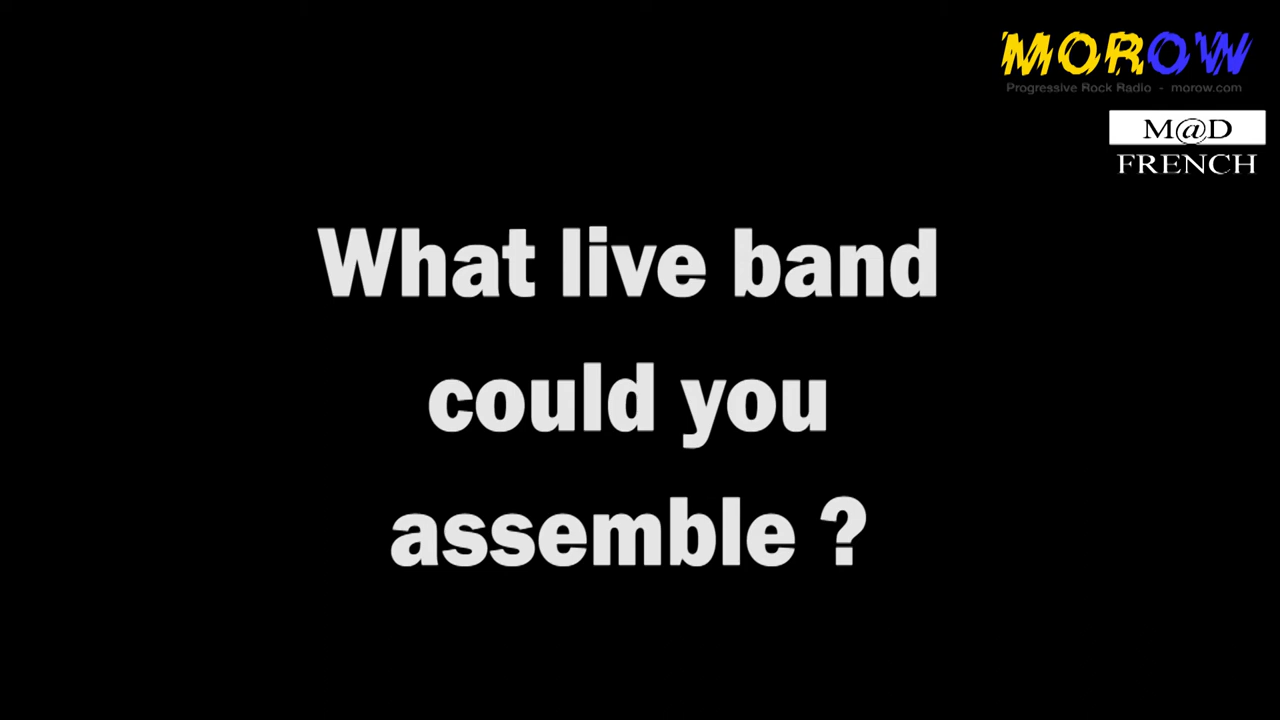 MOROW
Progressive Rock Radio - morow.com
M@D
FRENCH
What live band
could you
assemble ?